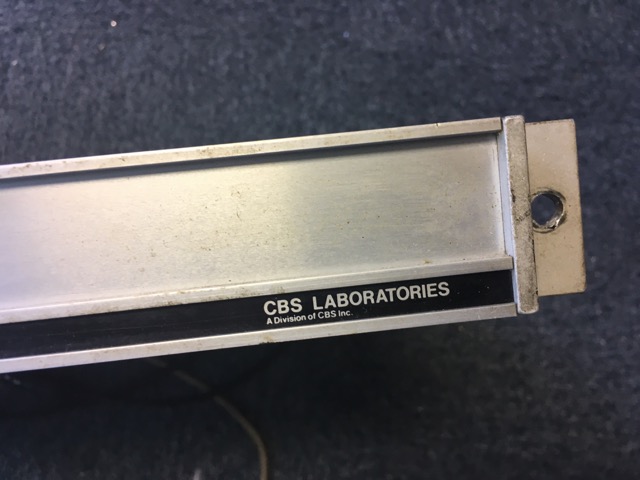 CBS LABORATORIES
A Division of CBS Inc.